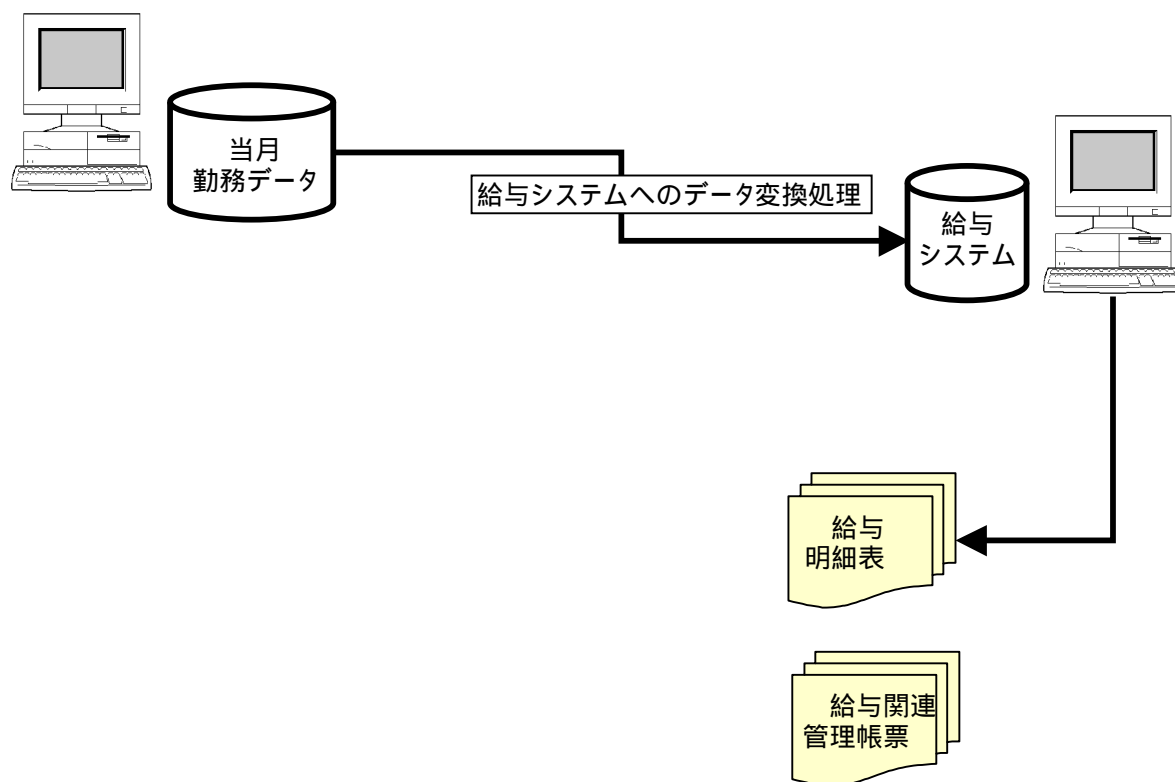 当月
勤務データ
給与システムへのデータ変換処理
給与
システム
給与
明細表
給与関連
管理帳票